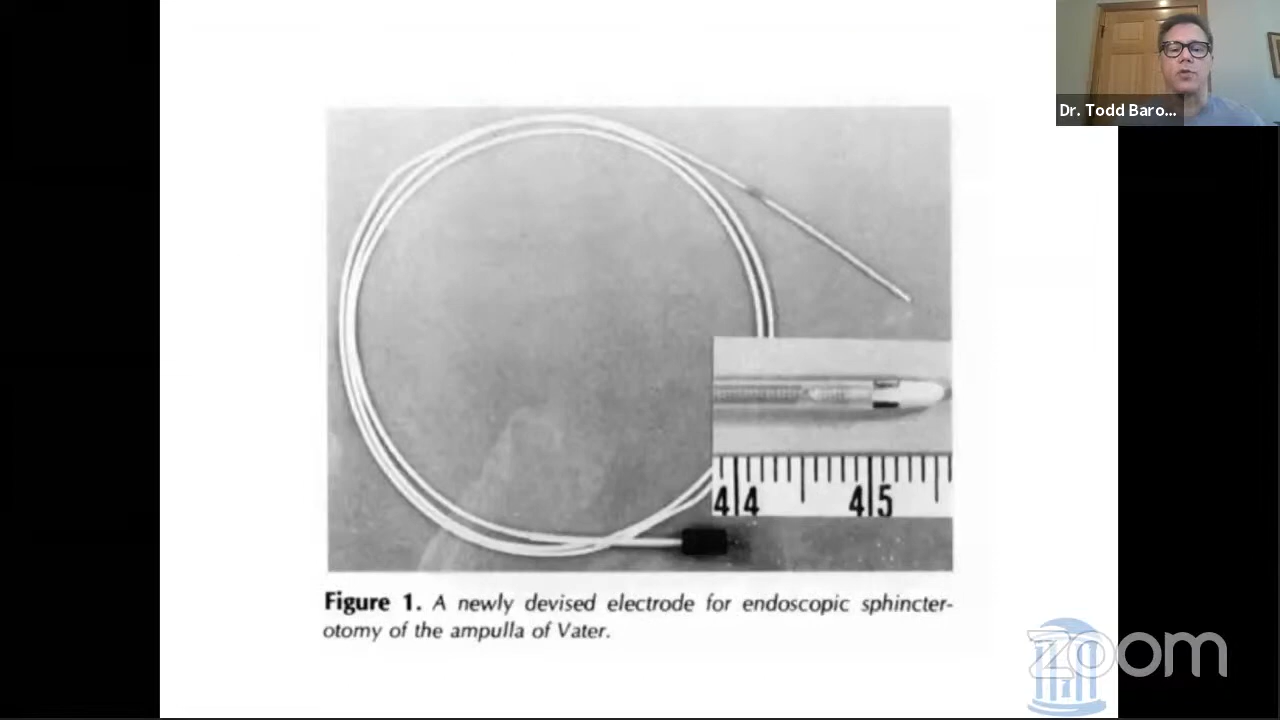 Dr. Todd Baro...
44
45
Figure 1. A newly devised electrode for endoscopic sphincter-
otomy of the ampulla of Vater.
zoom